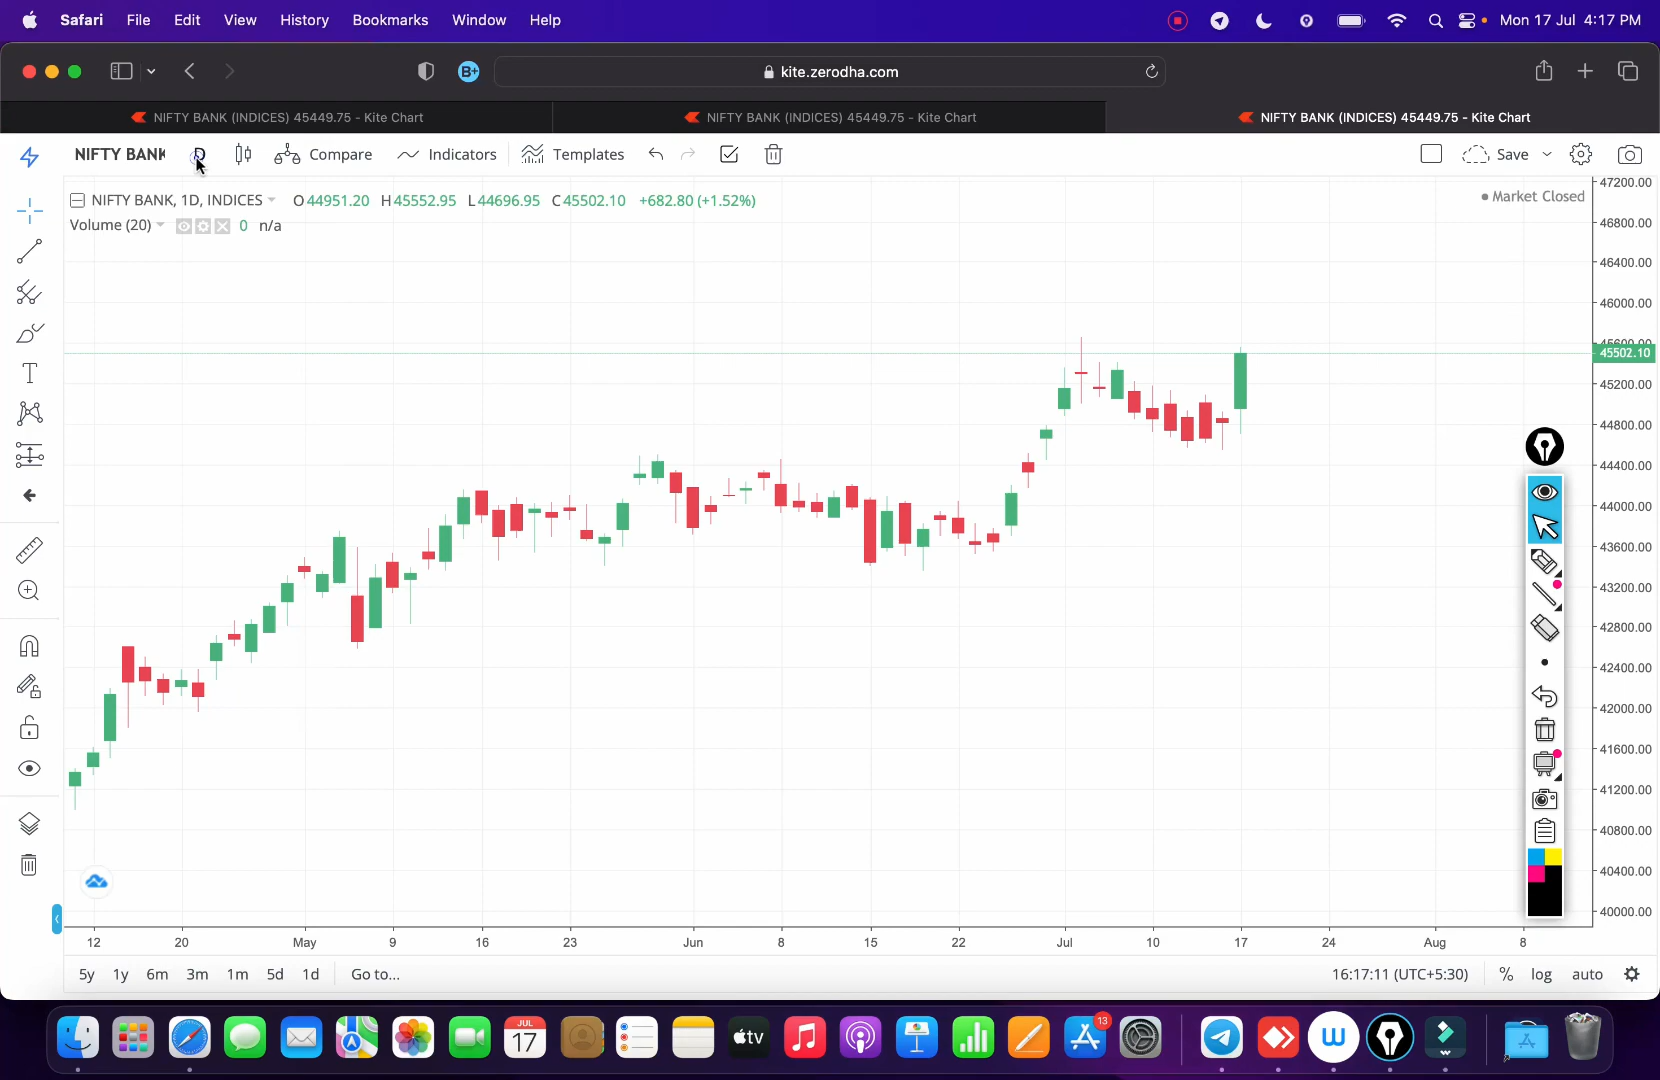 Safari File Edit View History Bookmarks Window Help Mon 17 Jul 4:17 PM
B+ kite.zerodha.com
NIFTY BANK (INDICES) 45449.75 - Kite Chart NIFTY BANK (INDICES) 45449.75 - Kite Chart NIFTY BANK (INDICES) 45449.75 - Kite Chart
NIFTY BANK D Compare Indicators Templates Save
NIFTY BANK, 1D, INDICES O44951.20 H45552.95 L44696.95 C45502.10 +682.80 (+1.52%) Market Closed
Volume (20) 0 n/a
47200.00
46800.00
46400.00
46000.00
45600.00
45502.10
45200.00
44800.00
44400.00
44000.00
43600.00
43200.00
42800.00
42400.00
42000.00
41600.00
41200.00
40800.00
40400.00
40000.00
12 20 May 9 16 23 Jun 8 15 22 Jul 10 17 24 Aug 8
5y 1y 6m 3m 1m 5d 1d Go to... 16:17:11 (UTC+5:30) % log auto
JUL
17
tv
13
W